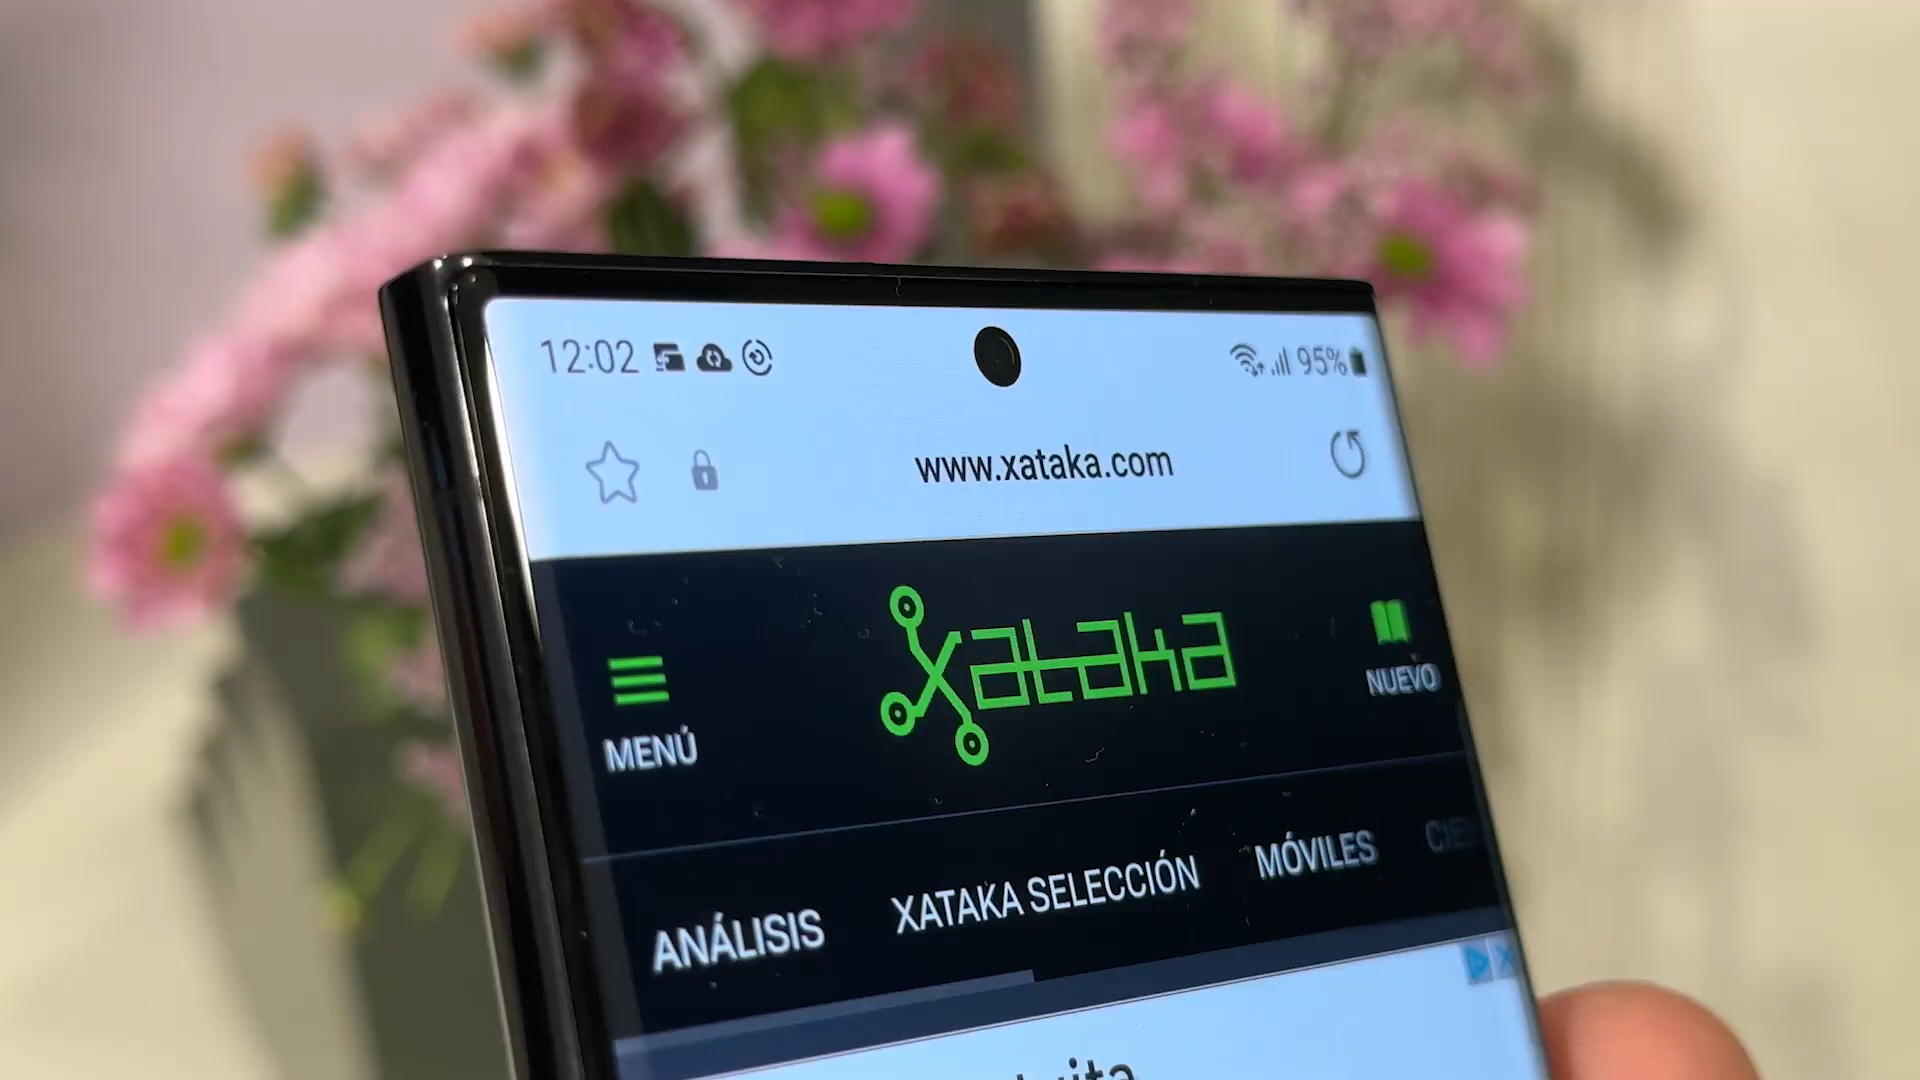 12:02 95%
www.xataka.com
xataka
MENÚ
NUEVO
ANÁLISIS XATAKA SELECCIÓN MÓVILES